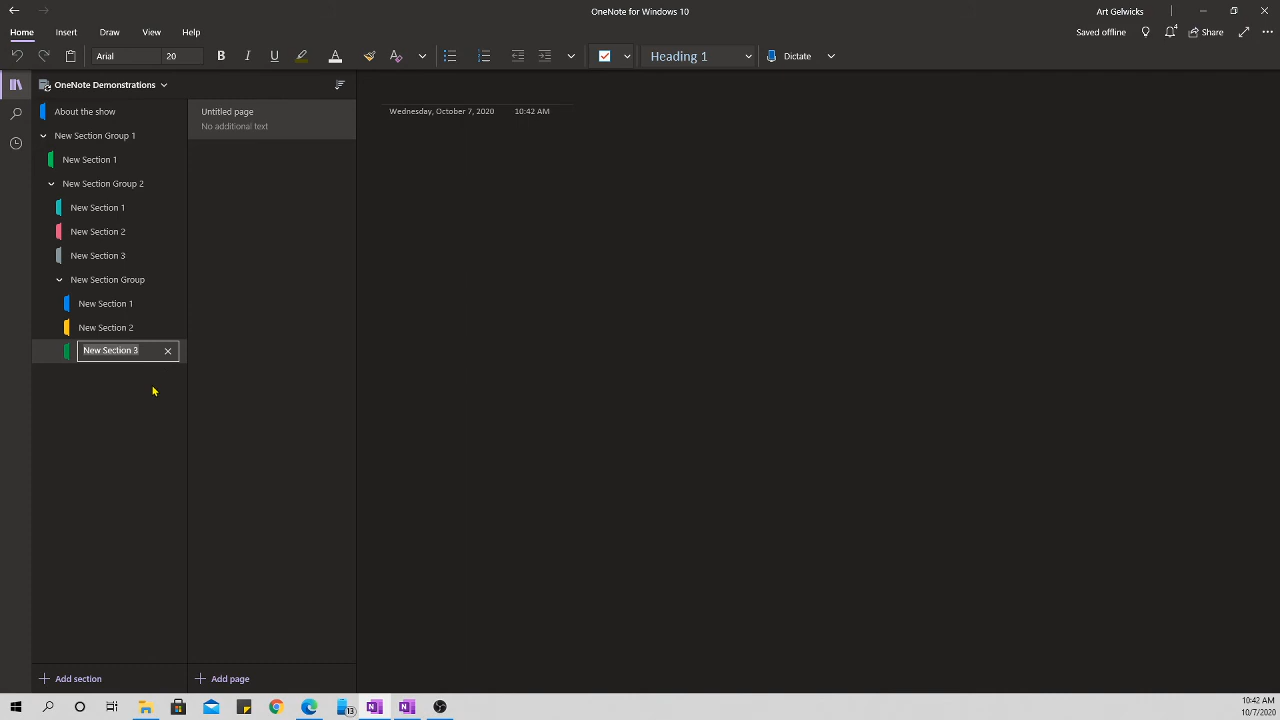 OneNote for Windows 10
Art Gelwicks
Home Insert Draw View Help
Saved offline
Share
Arial 20 B I U A A Heading 1 Dictate
OneNote Demonstrations
About the show
New Section Group 1
New Section 1
New Section Group 2
New Section 1
New Section 2
New Section 3
New Section Group
New Section 1
New Section 2
New Section 3
Add section
Untitled page
No additional text
Add page
Wednesday, October 7, 2020 10:42 AM
13
10:42 AM
10/7/2020